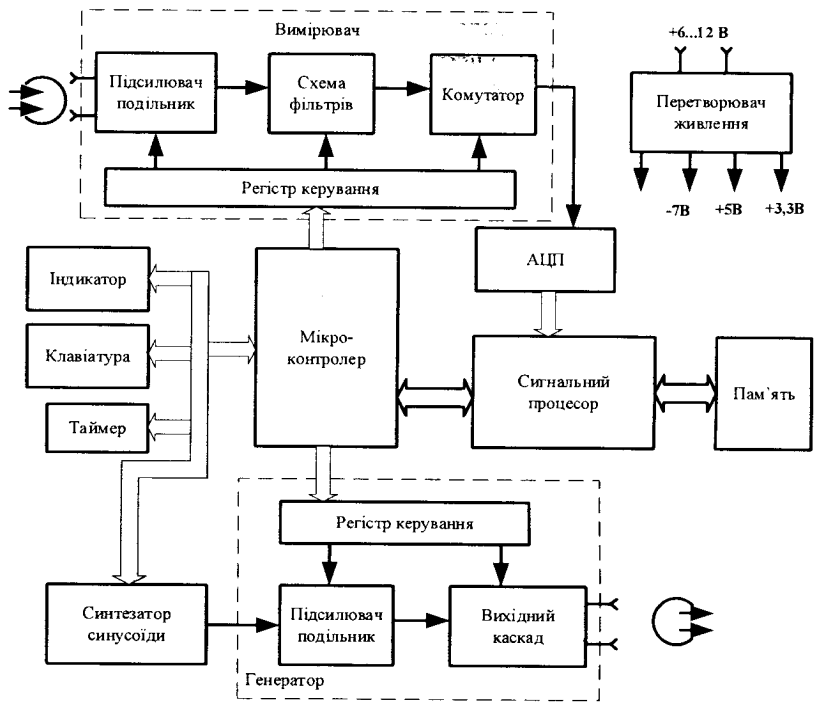 Вимірювач
Підсилювач
подільник
Схема
фільтрів
Комутатор
Регістр керування
+6...12 В
Перетворювач
живлення
-7В
+5В
+3,3В
АЦП
Індикатор
Клавіатура
Таймер
Мікро-
контролер
Сигнальний
процесор
Пам`ять
Регістр керування
Синтезатор
синусоїди
Підсилювач
подільник
Вихідний
каскад
Генератор